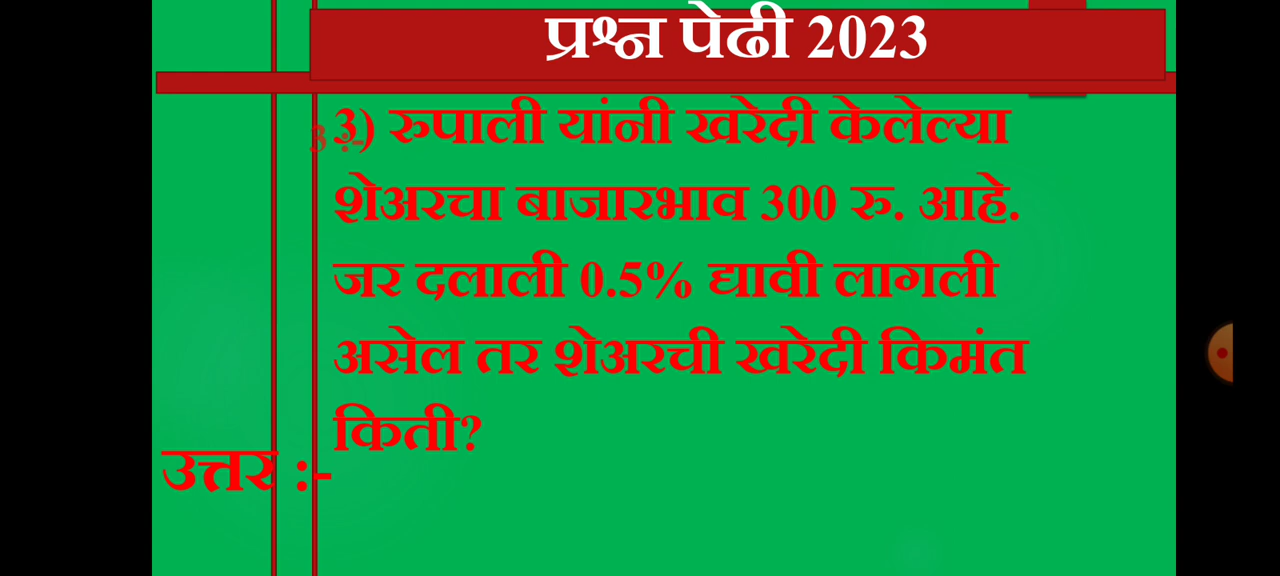 प्रश्न पेढी 2023
3) रुपाली यांनी खरेदी केलेल्या
शेअरचा बाजारभाव 300 रु. आहे.
जर दलाली 0.5% द्यावी लागली
असेल तर शेअरची खरेदी किमंत
किती?
उत्तर :-